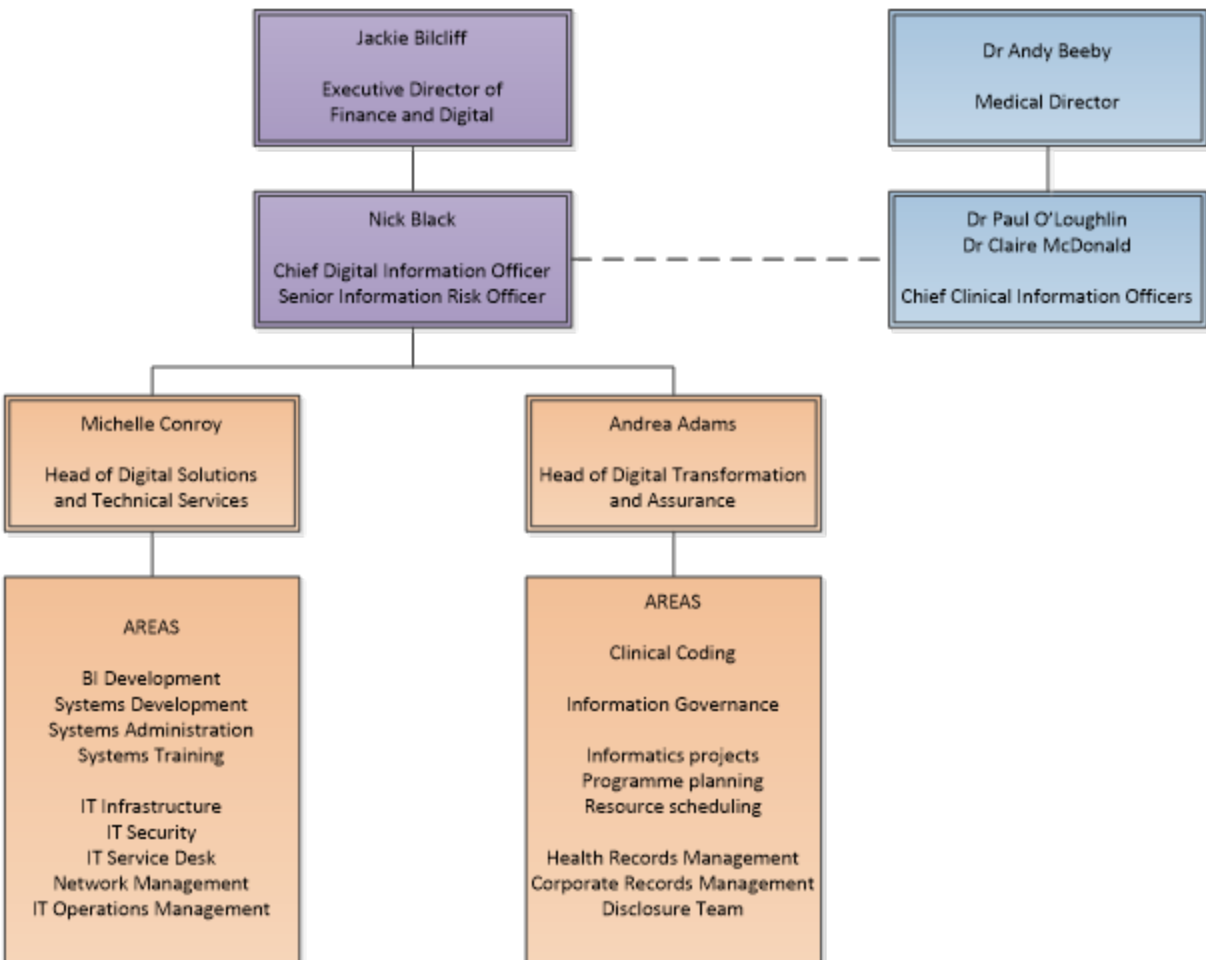 Jackie Bilcliff
Executive Director of
Finance and Digital
Dr Andy Beeby
Medical Director
Nick Black
Chief Digital Information Officer
Senior Information Risk Officer
Dr Paul O'Loughlin
Dr Claire McDonald
Chief Clinical Information Officers
Michelle Conroy
Head of Digital Solutions
and Technical Services
Andrea Adams
Head of Digital Transformation
and Assurance
AREAS
BI Development
Systems Development
Systems Administration
Systems Training
IT Infrastructure
IT Security
IT Service Desk
Network Management
IT Operations Management
AREAS
Clinical Coding
Information Governance
Informatics projects
Programme planning
Resource scheduling
Health Records Management
Corporate Records Management
Disclosure Team